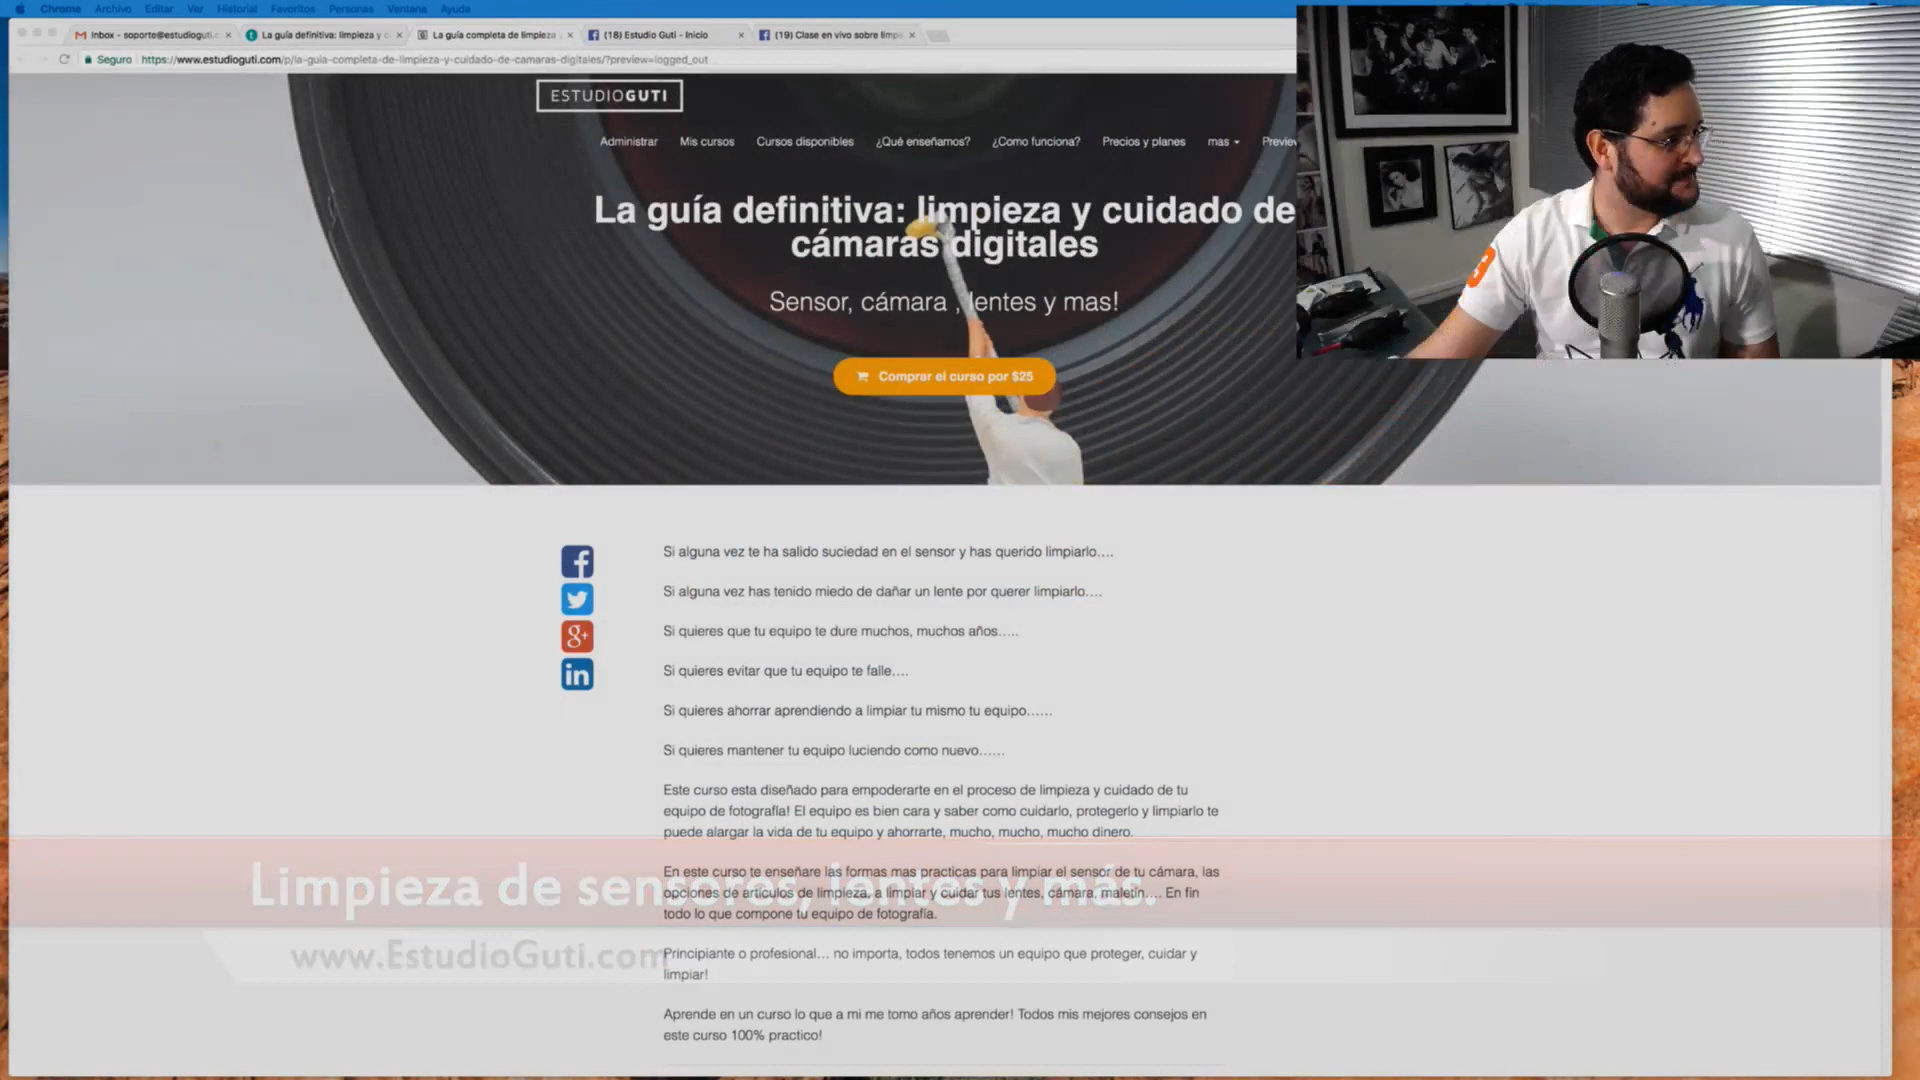 Chrome Archivo Editar Ver Historial Favoritos Personas Ventana Ayuda
Inbox - soporte@estudioguti.c
La guía definitiva: limpieza y c
La guía completa de limpieza y
(18) Estudio Guti - Inicio
(19) Clase en vivo sobre limpi
Seguro https://www.estudioguti.com/p/la-guia-completa-de-limpieza-y-cuidado-de-camaras-digitales/?preview=logged_out
ESTUDIOGUTI
Administrar Mis cursos Cursos disponibles ¿Qué enseñamos? ¿Como funciona? Precios y planes mas Preview
La guía definitiva: limpieza y cuidado de
cámaras digitales
Sensor, cámara , lentes y mas!
Comprar el curso por $25
Si alguna vez te ha salido suciedad en el sensor y has querido limpiarlo....
Si alguna vez has tenido miedo de dañar un lente por querer limpiarlo....
Si quieres que tu equipo te dure muchos, muchos años.....
Si quieres evitar que tu equipo te falle....
Si quieres ahorrar aprendiendo a limpiar tu mismo tu equipo......
Si quieres mantener tu equipo luciendo como nuevo......
Este curso esta diseñado para empoderarte en el proceso de limpieza y cuidado de tu
equipo de fotografía! El equipo es bien cara y saber como cuidarlo, protegerlo y limpiarlo te
puede alargar la vida de tu equipo y ahorrarte, mucho, mucho, mucho dinero.
En este curso te enseñare las formas mas practicas para limpiar el sensor de tu cámara, las
opciones de artículos de limpieza, a limpiar y cuidar tus lentes, cámara, maletín.... En fin
todo lo que compone tu equipo de fotografía.
Limpieza de sensores, lentes y más.
www.EstudioGuti.com
Principiante o profesional... no importa, todos tenemos un equipo que proteger, cuidar y
limpiar!
Aprende en un curso lo que a mi me tomo años aprender! Todos mis mejores consejos en
este curso 100% practico!